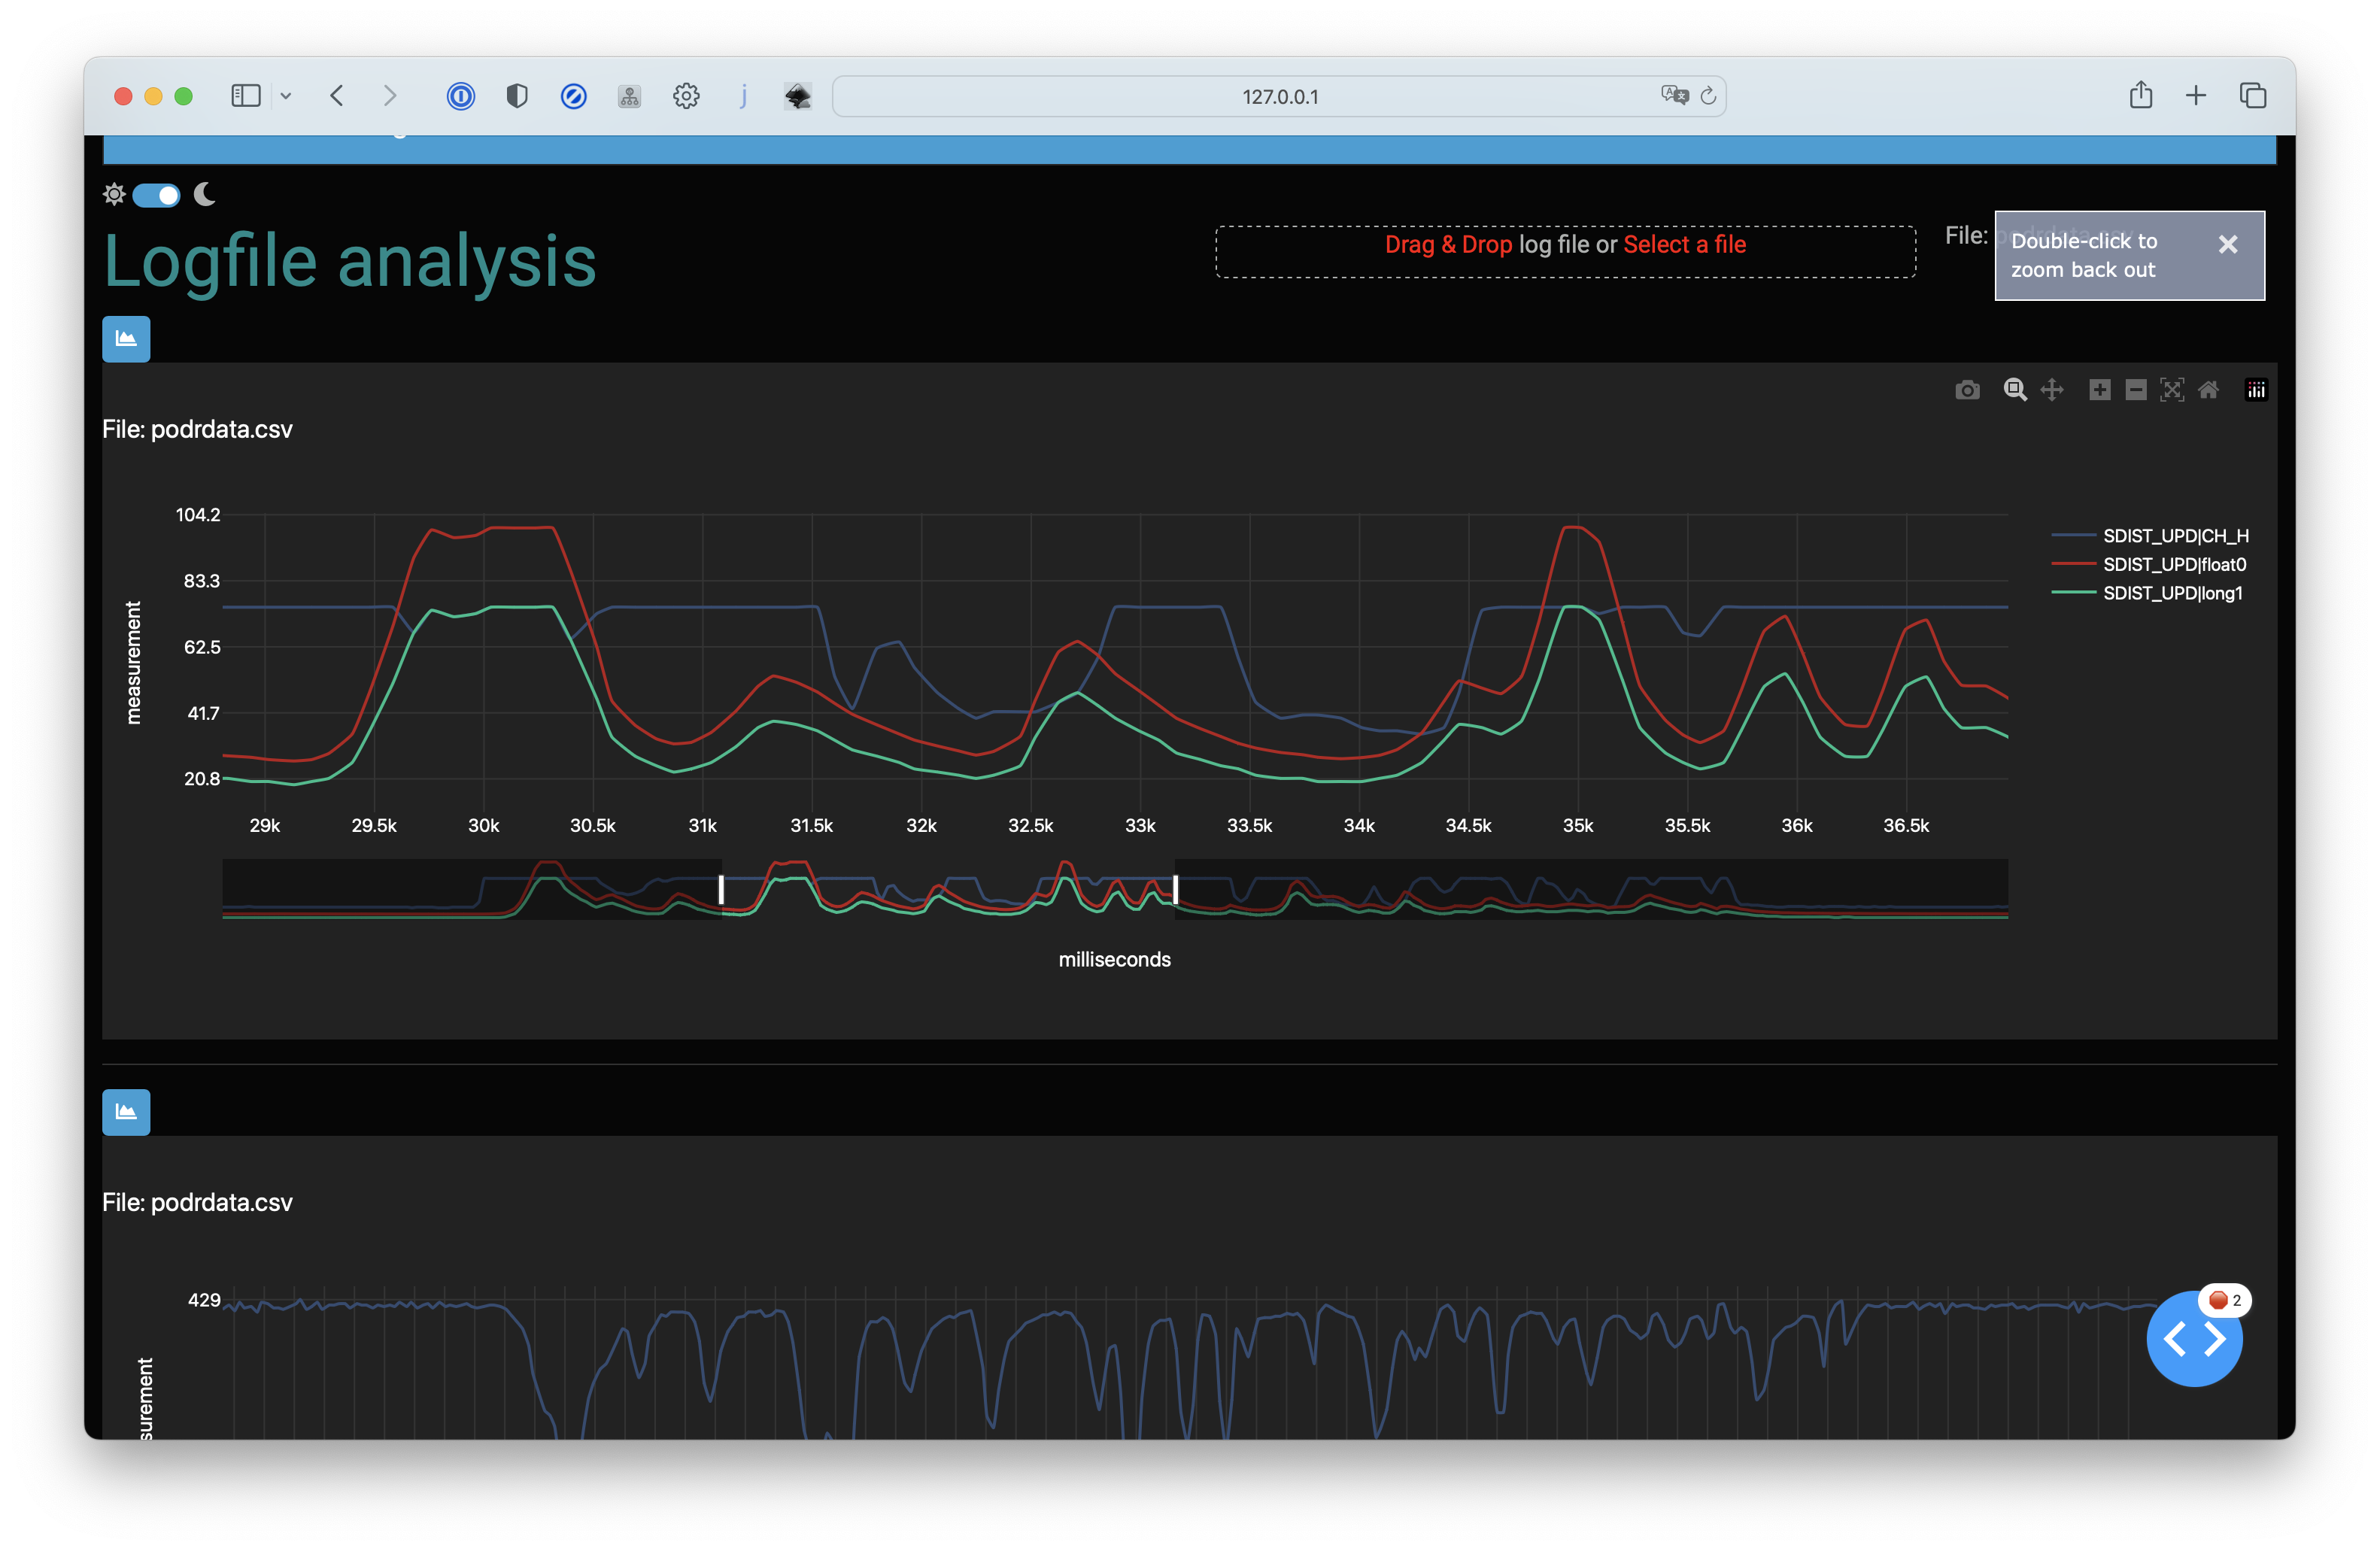 127.0.0.1
Logfile analysis
Drag & Drop log file or Select a file
File: podrdata.csv
Double-click to
zoom back out
File: podrdata.csv
104.2
83.3
62.5
41.7
20.8
measurement
SDIST_UPD|CH_H
SDIST_UPD|float0
SDIST_UPD|long1
29k 29.5k 30k 30.5k 31k 31.5k 32k 32.5k 33k 33.5k 34k 34.5k 35k 35.5k 36k 36.5k
milliseconds
File: podrdata.csv
429
surement
2